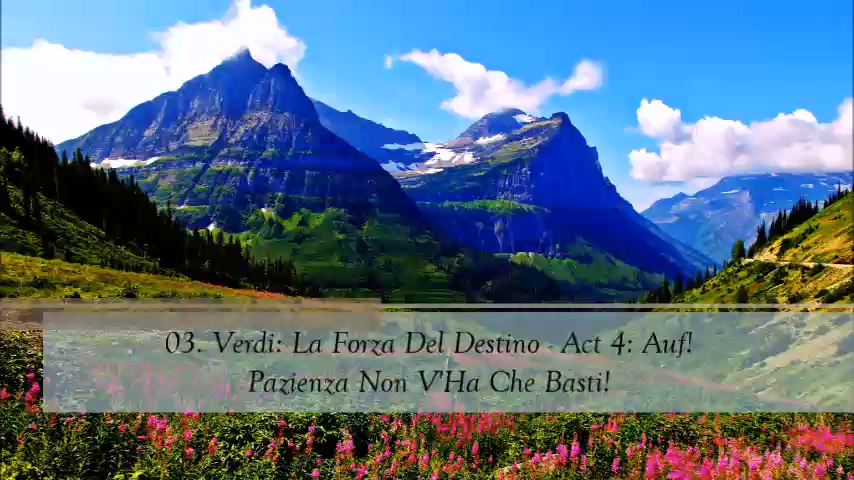 03. Verdi: La Forza Del Destino - Act 4: Auf!
Pazienza Non V'Ha Che Basti!